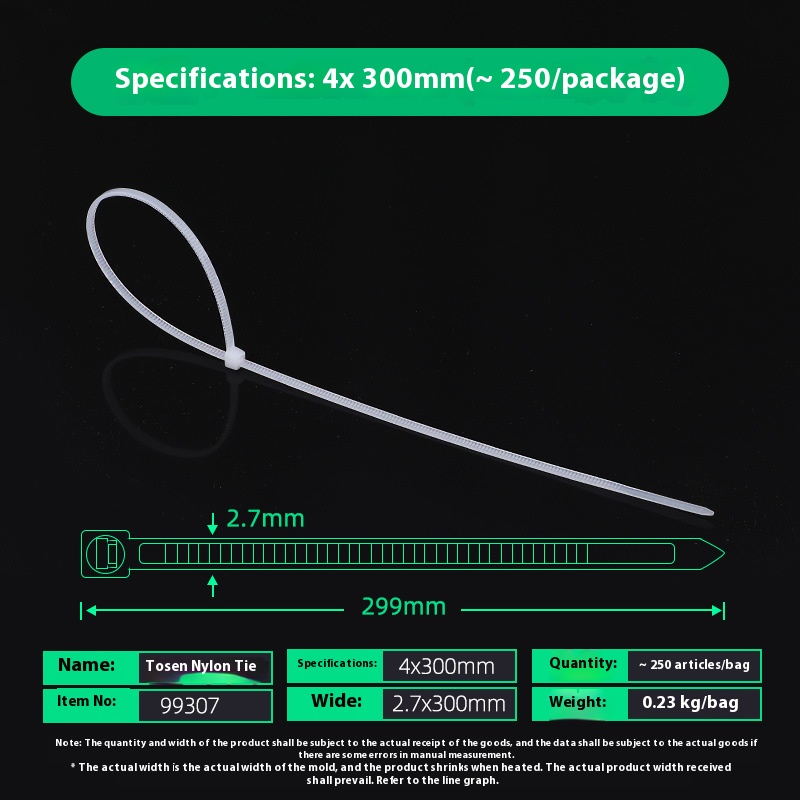 Specifications: 4x 300mm(~ 250/package)
2.7mm
299mm
Name: Tosen Nylon Tie
Specifications: 4x300mm
Quantity: ~ 250 articles/bag
Item No: 99307
Wide: 2.7x300mm
Weight: 0.23 kg/bag
Note: The quantity and width of the product shall be subject to the actual receipt of the goods, and the data shall be subject to the actual goods if
there are some errors in manual measurement.
* The actual width is the actual width of the mold, and the product shrinks when heated. The actual product width received
shall prevail. Refer to the line graph.